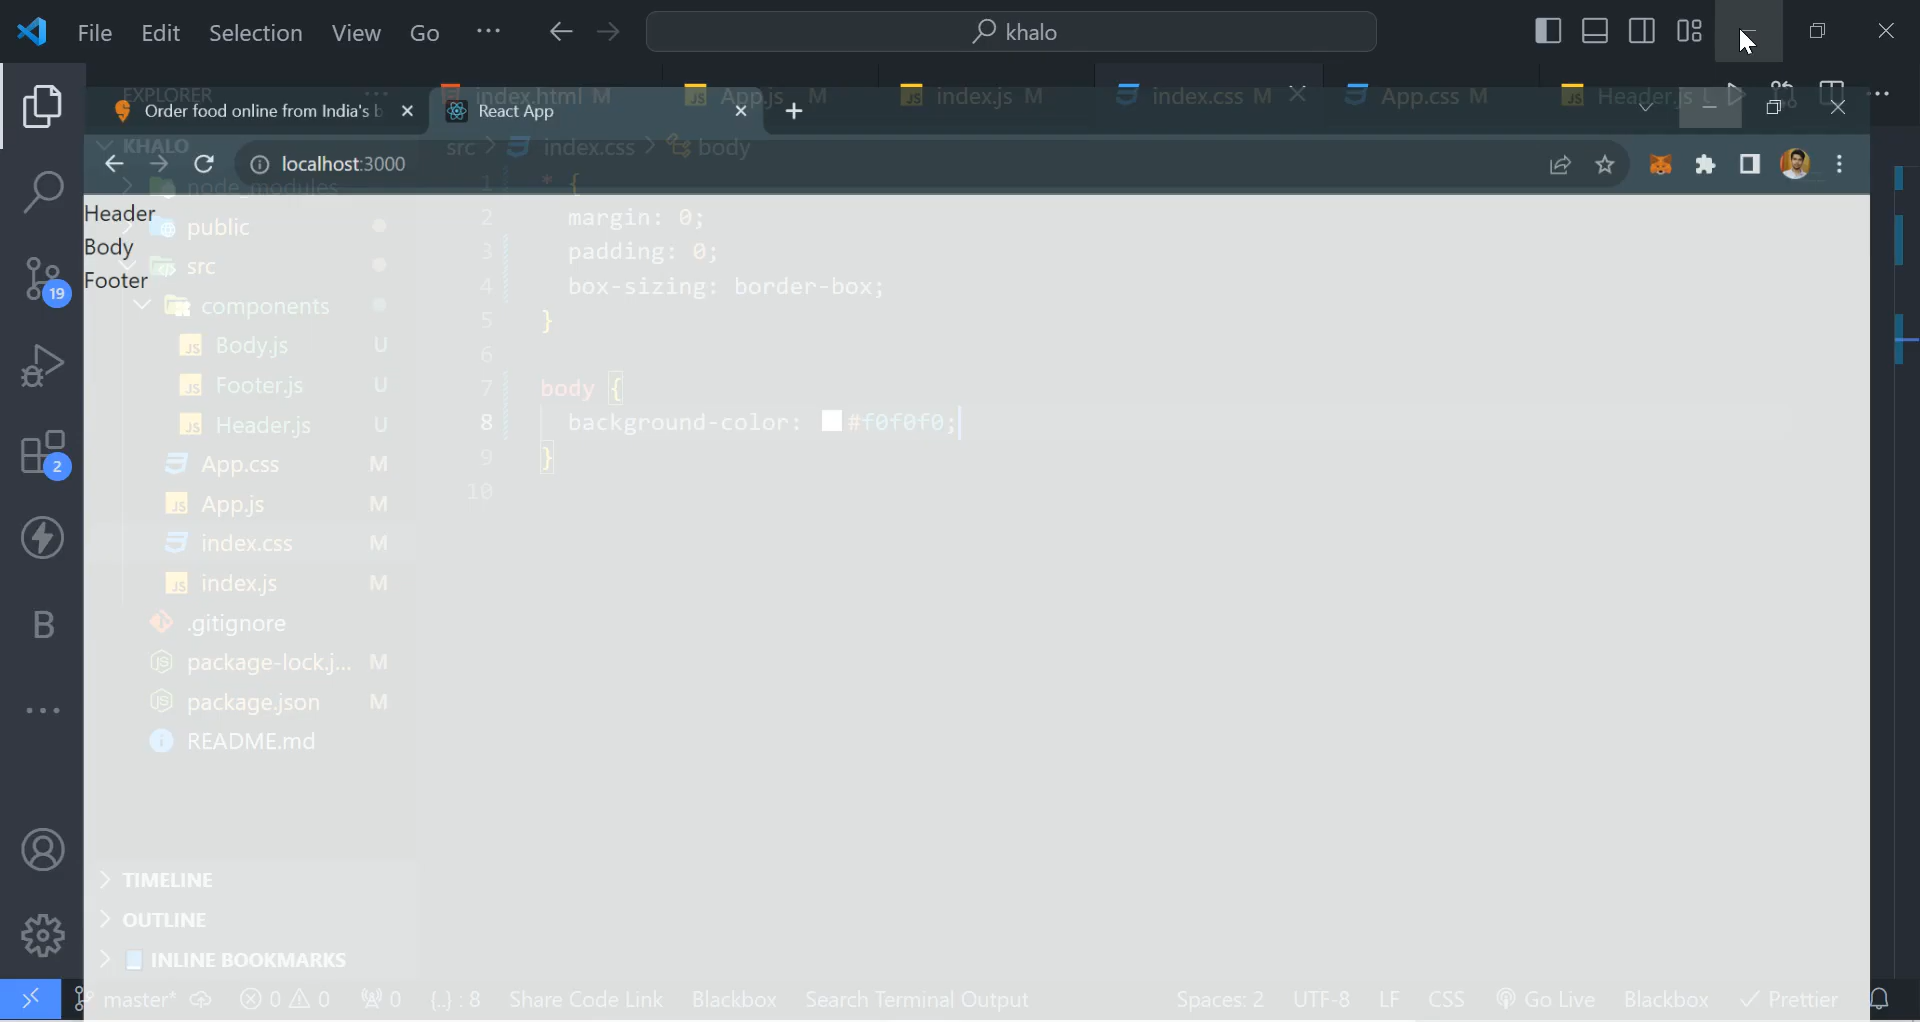 File Edit Selection View Go ··· khalo
EXPLORER ···
index.html M App.js M index.js M index.css M App.css M Header.js
Order food online from India's b React App
KHALO
src > index.css > body
localhost:3000
node_modules
1 * {
Header
2 margin: 0;
public
Body
3 padding: 0;
src
Footer
4 box-sizing: border-box;
components
5 }
Body.js U
6
Footer.js U
7 body {
Header.js U
8 background-color: #f0f0f0;
App.css M
9 }
10
App.js M
index.css M
index.js M
.gitignore
package-lock.j... M
package.json M
README.md
19
2
B
TIMELINE
OUTLINE
INLINE BOOKMARKS
master* 0 0 0 {..} : 8 Share Code Link Blackbox Search Terminal Output Spaces: 2 UTF-8 LF CSS Go Live Blackbox Prettier